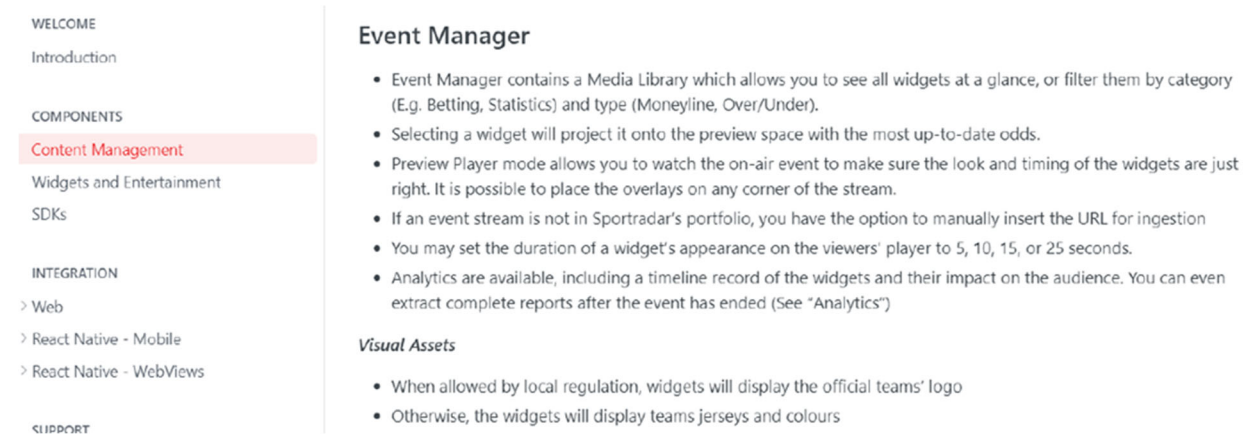 WELCOME
Introduction
COMPONENTS
Content Management
Widgets and Entertainment
SDKs
INTEGRATION
Web
React Native - Mobile
React Native - WebViews
SUPPORT
Event Manager
Event Manager contains a Media Library which allows you to see all widgets at a glance, or filter them by category
(E.g. Betting, Statistics) and type (Moneyline, Over/Under).
Selecting a widget will project it onto the preview space with the most up-to-date odds.
Preview Player mode allows you to watch the on-air event to make sure the look and timing of the widgets are just
right. It is possible to place the overlays on any corner of the stream.
If an event stream is not in Sportradar's portfolio, you have the option to manually insert the URL for ingestion
You may set the duration of a widget's appearance on the viewers' player to 5, 10, 15, or 25 seconds.
Analytics are available, including a timeline record of the widgets and their impact on the audience. You can even
extract complete reports after the event has ended (See "Analytics")
Visual Assets
When allowed by local regulation, widgets will display the official teams' logo
Otherwise, the widgets will display teams jerseys and colours